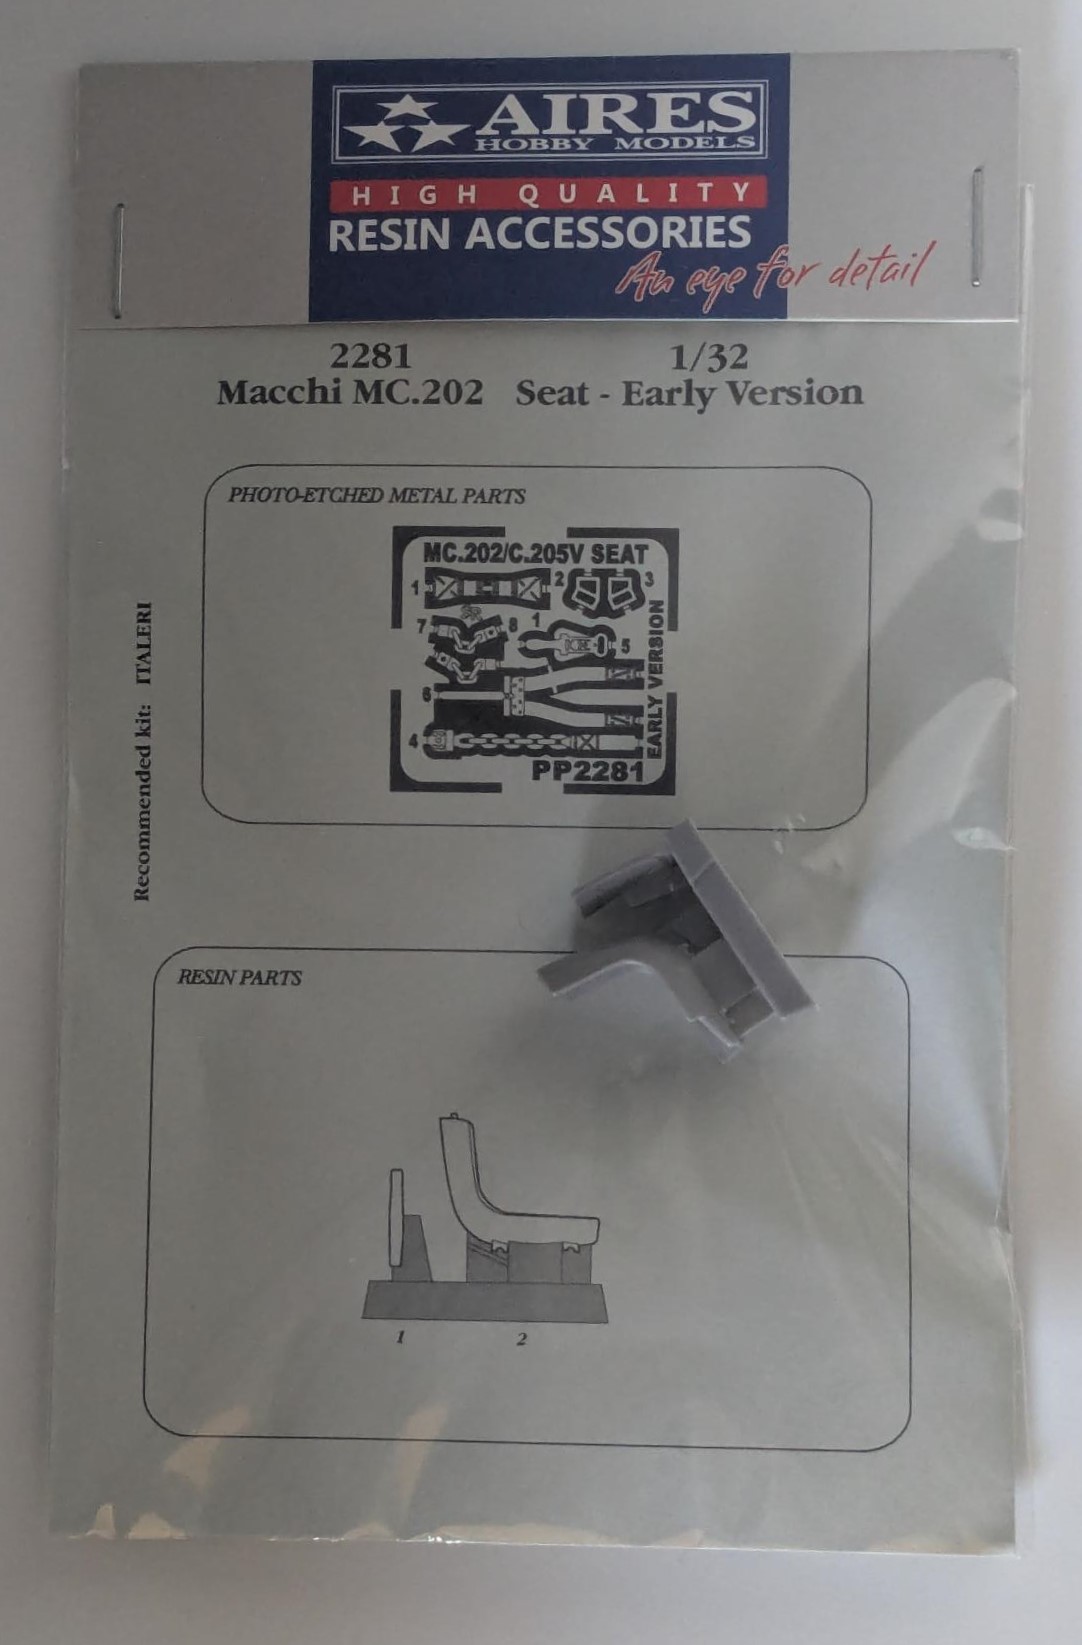 AIRES
HOBBY MODELS
HIGH QUALITY
RESIN ACCESSORIES
An eye for detail
2281 1/32
Macchi MC.202 Seat - Early Version
PHOTO-ETCHED METAL PARTS
MC.202/C.205V SEAT
1 2 3
7 8 1 5
6
4
EARLY VERSION
PP2281
Recommended kit: ITALERI
RESIN PARTS
1 2